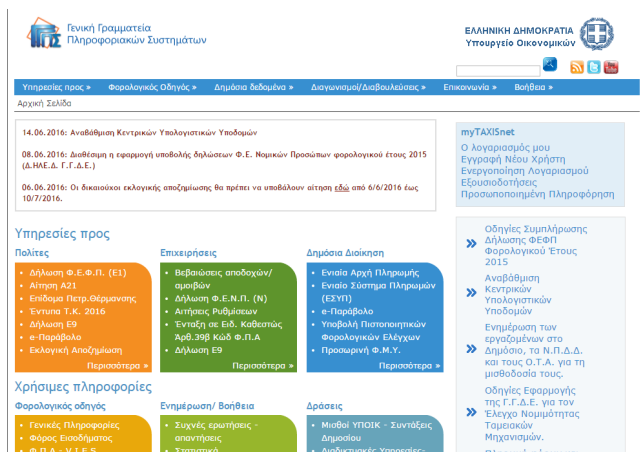 Γενική Γραμματεία
Πληροφοριακών Συστημάτων
ΕΛΛΗΝΙΚΗ ΔΗΜΟΚΡΑΤΙΑ
Υπουργείο Οικονομικών
Υπηρεσίες προς » Φορολογικός Οδηγός » Δημόσια δεδομένα » Διαγωνισμοί/Διαβουλεύσεις » Επικοινωνία » Βοήθεια »
Αρχική Σελίδα
14.06.2016: Αναβάθμιση Κεντρικών Υπολογιστικών Υποδομών
08.06.2016: Διαθέσιμη η εφαρμογή υποβολής δηλώσεων Φ.Ε. Νομικών Προσώπων φορολογικού έτους 2015
(Δ.ΗΛΕ.Δ. Γ.Γ.Δ.Ε.)
06.06.2016: Οι δικαιούχοι εκλογικής αποζημίωσης θα πρέπει να υποβάλουν αίτηση εδώ από 6/6/2016 έως
10/7/2016.
myTAXISnet
Ο λογαριασμός μου
Εγγραφή Νέου Χρήστη
Ενεργοποίηση Λογαριασμού
Εξουσιοδοτήσεις
Προσωποποιημένη Πληροφόρηση
Υπηρεσίες προς
Πολίτες
Δήλωση Φ.Ε.Φ.Π. (Ε1)
Αίτηση Α21
Επίδομα Πετρ.Θέρμανσης
Έντυπα Τ.Κ. 2016
Δήλωση Ε9
e-Παράβολο
Εκλογική Αποζημίωση
Περισσότερα »
Επιχειρήσεις
Βεβαιώσεις αποδοχών/
αμοιβών
Δήλωση Φ.Ε.Ν.Π. (Ν)
Αιτήσεις Ρυθμίσεων
Ένταξη σε Ειδ. Καθεστώς
Άρθ.39β Κώδ Φ.Π.Α
Δήλωση Ε9
Περισσότερα »
Δημόσια Διοίκηση
Ενιαία Αρχή Πληρωμής
Ενιαίο Σύστημα Πληρωμών
(ΕΣΥΠ)
e-Παράβολο
Υποβολή Πιστοποιητικών
Φορολογικών Ελέγχων
Προσωρινή Φ.Μ.Υ.
Περισσότερα »
Οδηγίες Συμπλήρωσης
Δήλωσης ΦΕΦΠ
Φορολογικού Έτους
2015
Αναβάθμιση
Κεντρικών
Υπολογιστικών
Υποδομών
Ενημέρωση των
εργαζομένων στο
Δημόσιο, τα Ν.Π.Δ.Δ.
και τους Ο.Τ.Α. για τη
μισθοδοσία τους.
Οδηγίες Εφαρμογής
της Γ.Γ.Δ.Ε. για τον
Έλεγχο Νομιμότητας
Ταμειακών
Μηχανισμών.
Χρήσιμες πληροφορίες
Φορολογικός οδηγός
Γενικές Πληροφορίες
Φόρος Εισοδήματος
Φ.Π.Α - V.I.E.S
Ενημέρωση/ Βοήθεια
Συχνές ερωτήσεις -
απαντήσεις
Στατιστικά
Δράσεις
Μισθοί ΥΠΟΙΚ - Συντάξεις
Δημοσίου
Διαδικτυακές Υπηρεσίες-